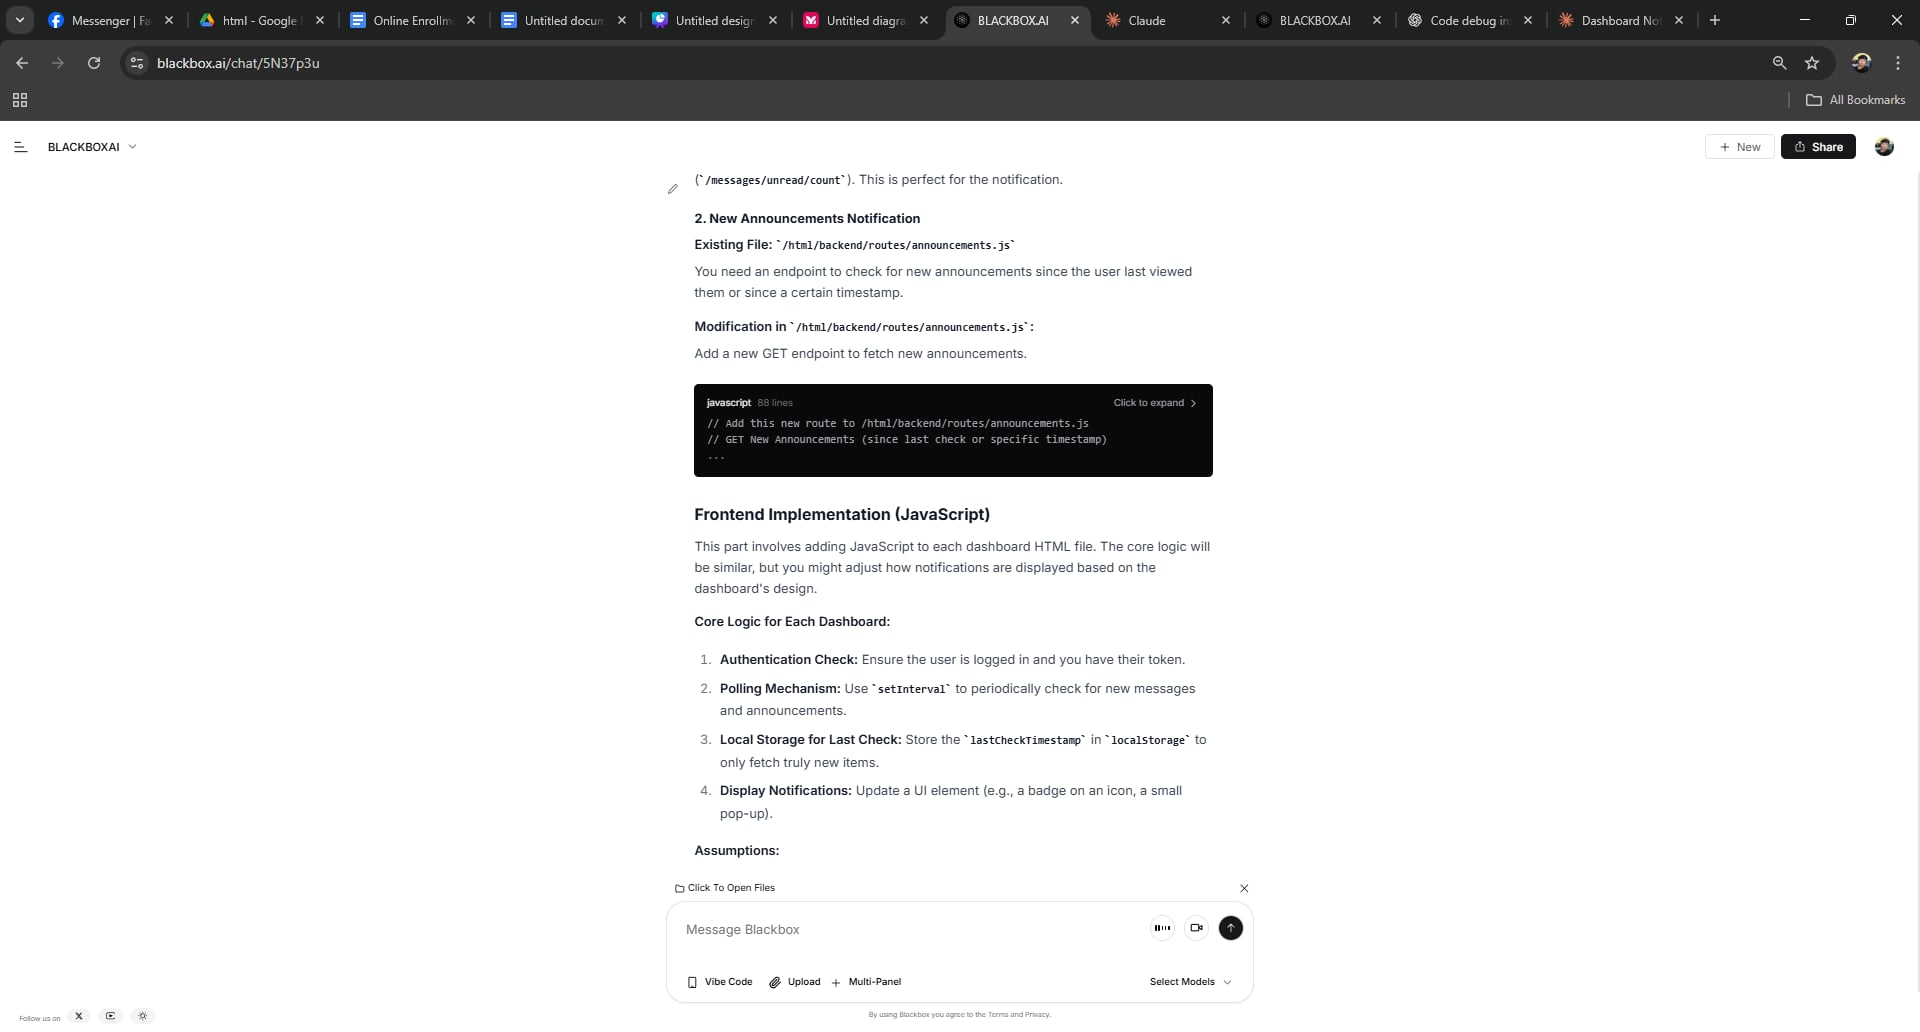 Messenger | Fa
html - Google
Online Enrollm
Untitled docum
Untitled design
Untitled diagra
BLACKBOX.AI
Claude
BLACKBOX.AI
Code debug in
Dashboard Not
blackbox.ai/chat/5N37p3u
All Bookmarks
BLACKBOXAI
New
Share
(`/messages/unread/count`). This is perfect for the notification.
2. New Announcements Notification
Existing File: `/html/backend/routes/announcements.js`
You need an endpoint to check for new announcements since the user last viewed
them or since a certain timestamp.
Modification in `/html/backend/routes/announcements.js`:
Add a new GET endpoint to fetch new announcements.
javascript 88 lines
Click to expand
// Add this new route to /html/backend/routes/announcements.js
// GET New Announcements (since last check or specific timestamp)
...
Frontend Implementation (JavaScript)
This part involves adding JavaScript to each dashboard HTML file. The core logic will
be similar, but you might adjust how notifications are displayed based on the
dashboard's design.
Core Logic for Each Dashboard:
1. Authentication Check: Ensure the user is logged in and you have their token.
2. Polling Mechanism: Use `setInterval` to periodically check for new messages
and announcements.
3. Local Storage for Last Check: Store the `lastCheckTimestamp` in `localStorage` to
only fetch truly new items.
4. Display Notifications: Update a UI element (e.g., a badge on an icon, a small
pop-up).
Assumptions:
Click To Open Files
Message Blackbox
Vibe Code
Upload
Multi-Panel
Select Models
Follow us on
By using Blackbox you agree to the Terms and Privacy.